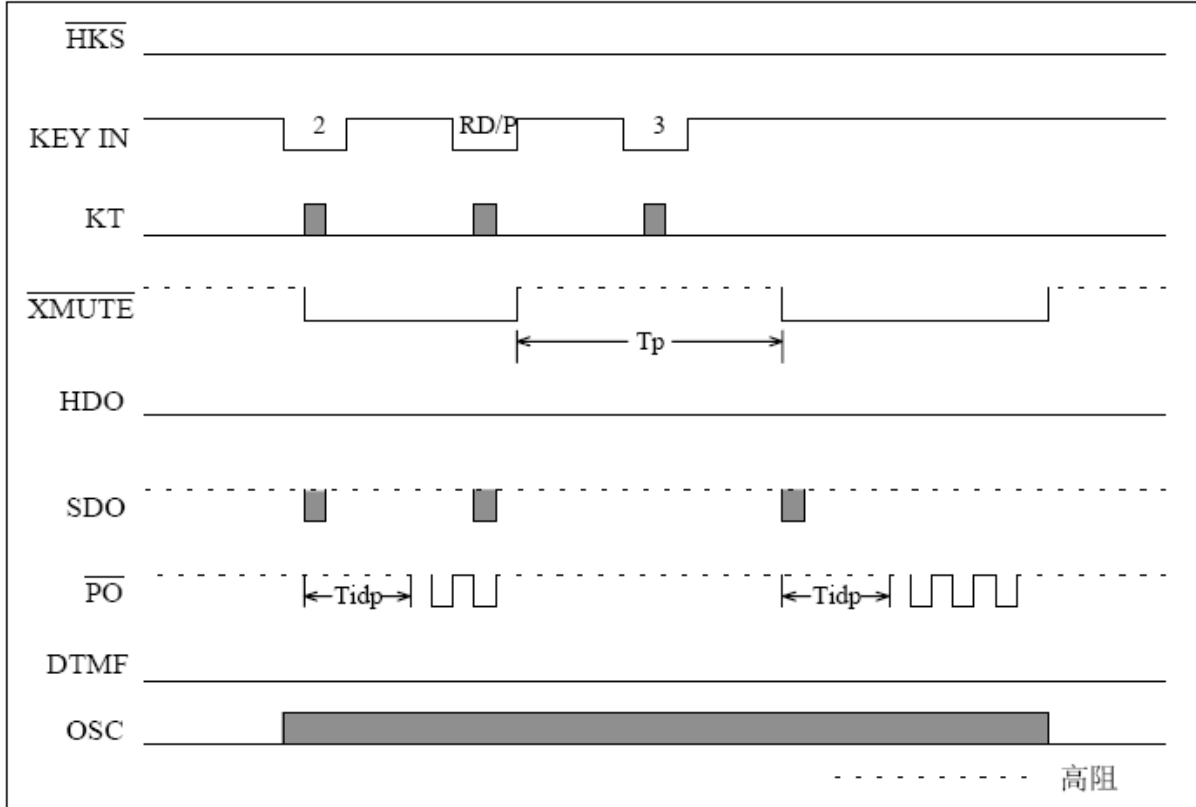 HKS
KEY IN 2 RD/P 3
KT
XMUTE
Tp
HDO
SDO
PO Tidp Tidp
DTMF
OSC
高阻